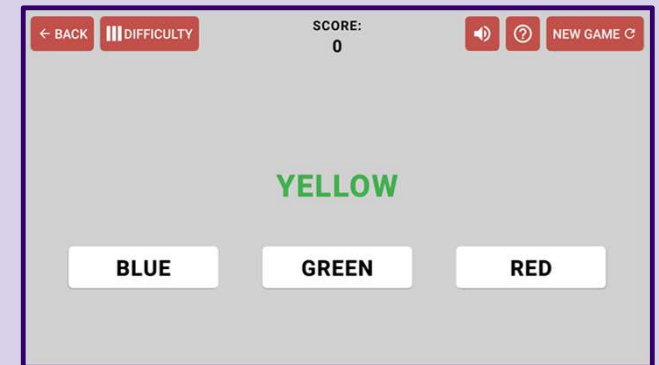 ← BACK
DIFFICULTY
SCORE:
0
NEW GAME
YELLOW
BLUE
GREEN
RED